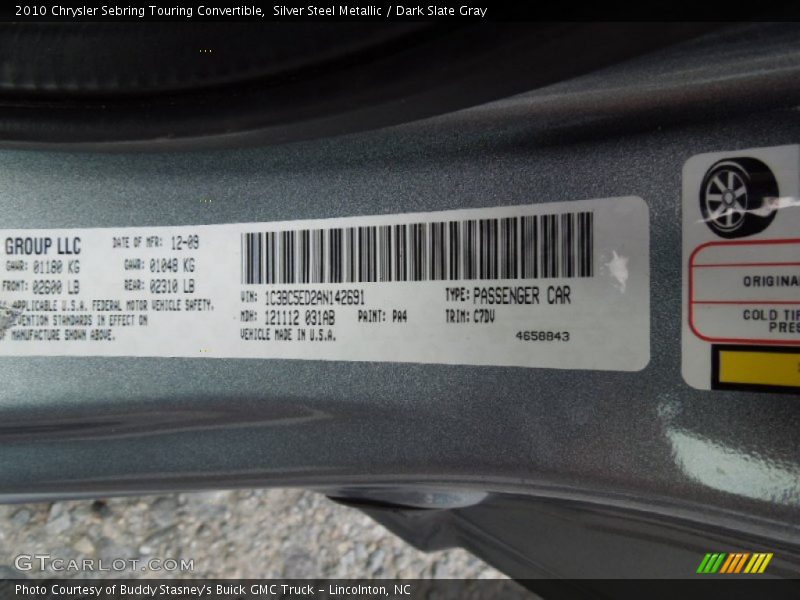 2010 Chrysler Sebring Touring Convertible,  Silver Steel Metallic / Dark Slate Gray
GROUP LLC
DATE OF MFR: 12-09
GAWR: 01180 KG
GAWR: 01048 KG
FRONT: 02600 LB
REAR: 02310 LB
APPLICABLE U.S.A. FEDERAL MOTOR VEHICLE SAFETY.
STANDARDS IN EFFECT ON
MANUFACTURE SHOWN ABOVE.
VIN: 1C3BC5ED2AN142691
TYPE: PASSENGER CAR
MDH: 121112 031AB
PAINT: PA4
TRIM: C7DV
VEHICLE MADE IN U.S.A.
4658843
ORIGINA
COLD TI
PRES
GTCARLOT.COM
Photo Courtesy of Buddy Stasney's Buick GMC Truck - Lincolnton, NC